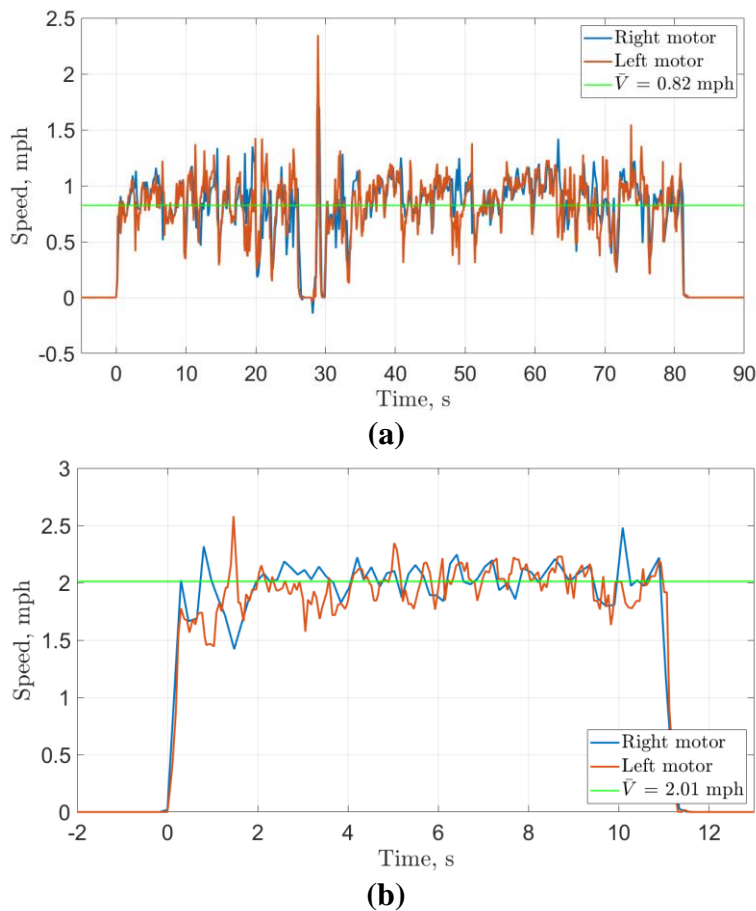 2.5
2
1.5
1
0.5
0
-0.5
Speed, mph
Right motor
Left motor
V̄ = 0.82 mph
0 10 20 30 40 50 60 70 80 90
Time, s
(a)
3
2.5
2
1.5
1
0.5
0
Speed, mph
Right motor
Left motor
V̄ = 2.01 mph
-2 0 2 4 6 8 10 12
Time, s
(b)